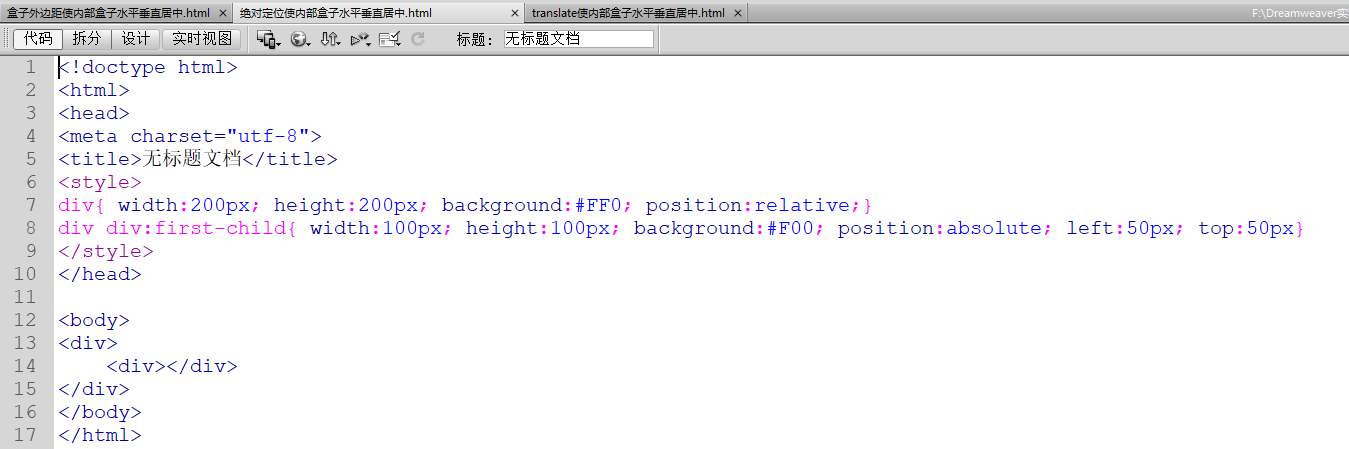 盒子外边距使内部盒子水平垂直居中.html × 绝对定位使内部盒子水平垂直居中.html × translate使内部盒子水平垂直居中.html × F:\Dreamweaver实
代码 拆分 设计 实时视图 标题: 无标题文档
1 <!doctype html>
2 <html>
3 <head>
4 <meta charset="utf-8">
5 <title>无标题文档</title>
6 <style>
7 div{ width:200px; height:200px; background:#FF0; position:relative;}
8 div div:first-child{ width:100px; height:100px; background:#F00; position:absolute; left:50px; top:50px}
9 </style>
10 </head>
11
12 <body>
13 <div>
14     <div></div>
15 </div>
16 </body>
17 </html>